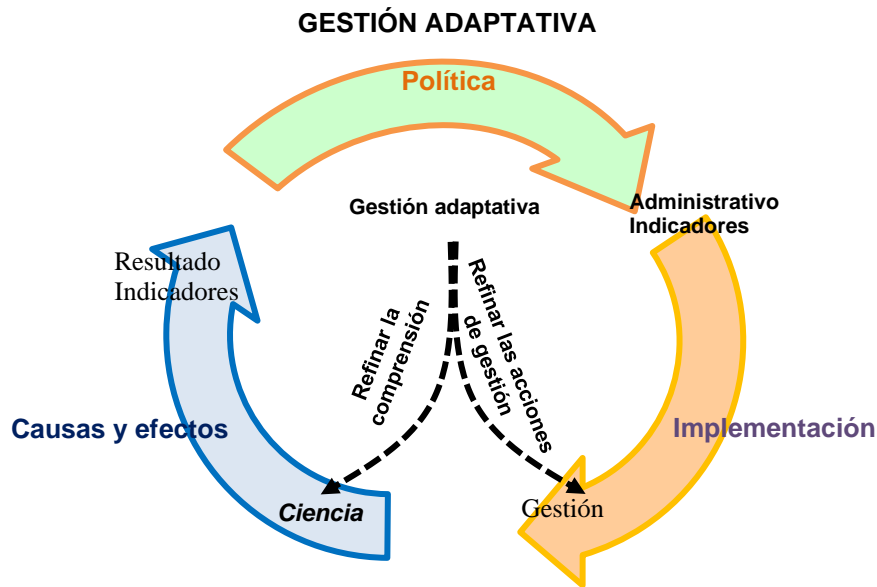 GESTIÓN ADAPTATIVA
Política
Gestión adaptativa
Administrativo
Indicadores
Resultado
Indicadores
Refinar la
comprensión
Refinar las acciones
de gestión
Causas y efectos
Implementación
Ciencia
Gestión